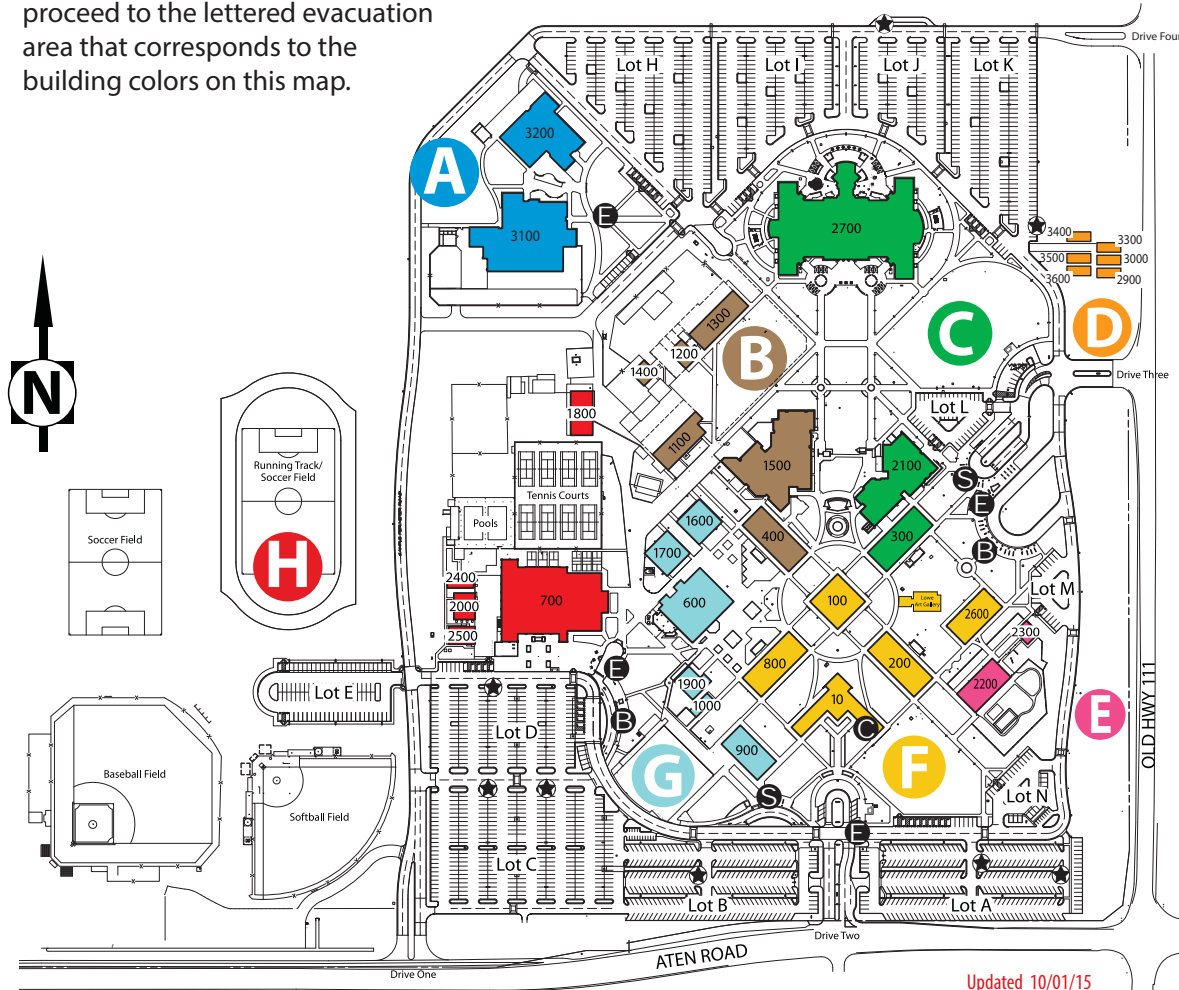 proceed to the lettered evacuation
area that corresponds to the
building colors on this map.
Drive Four
Lot H
Lot I
Lot J
Lot K
3200
A
E
3100
2700
3400
3300
3500
3000
3600
2900
1300
B
C
D
1200
1400
N
Drive Three
1800
Lot L
1100
Running Track/
Soccer Field
1500
2100
S
Tennis Courts
E
Pools
1600
400
300
Soccer Field
H
1700
B
2400
700
600
100
Lowe
Art Gallery
2600
Lot M
2000
2300
2500
E
800
200
Lot E
1900
2200
1000
10
OLD HWY 111
B
C
E
Lot D
900
G
F
Baseball Field
S
Lot N
Softball Field
E
Lot C
Lot B
Lot A
Drive Two
ATEN ROAD
Drive One
Updated 10/01/15